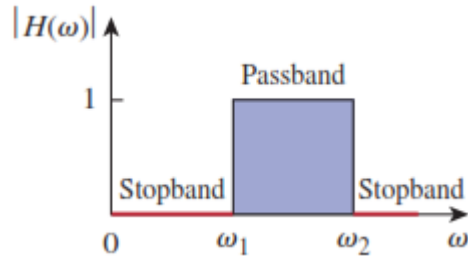 |H(ω)|
Passband
1
Stopband Stopband
0 ω₁ ω₂ ω